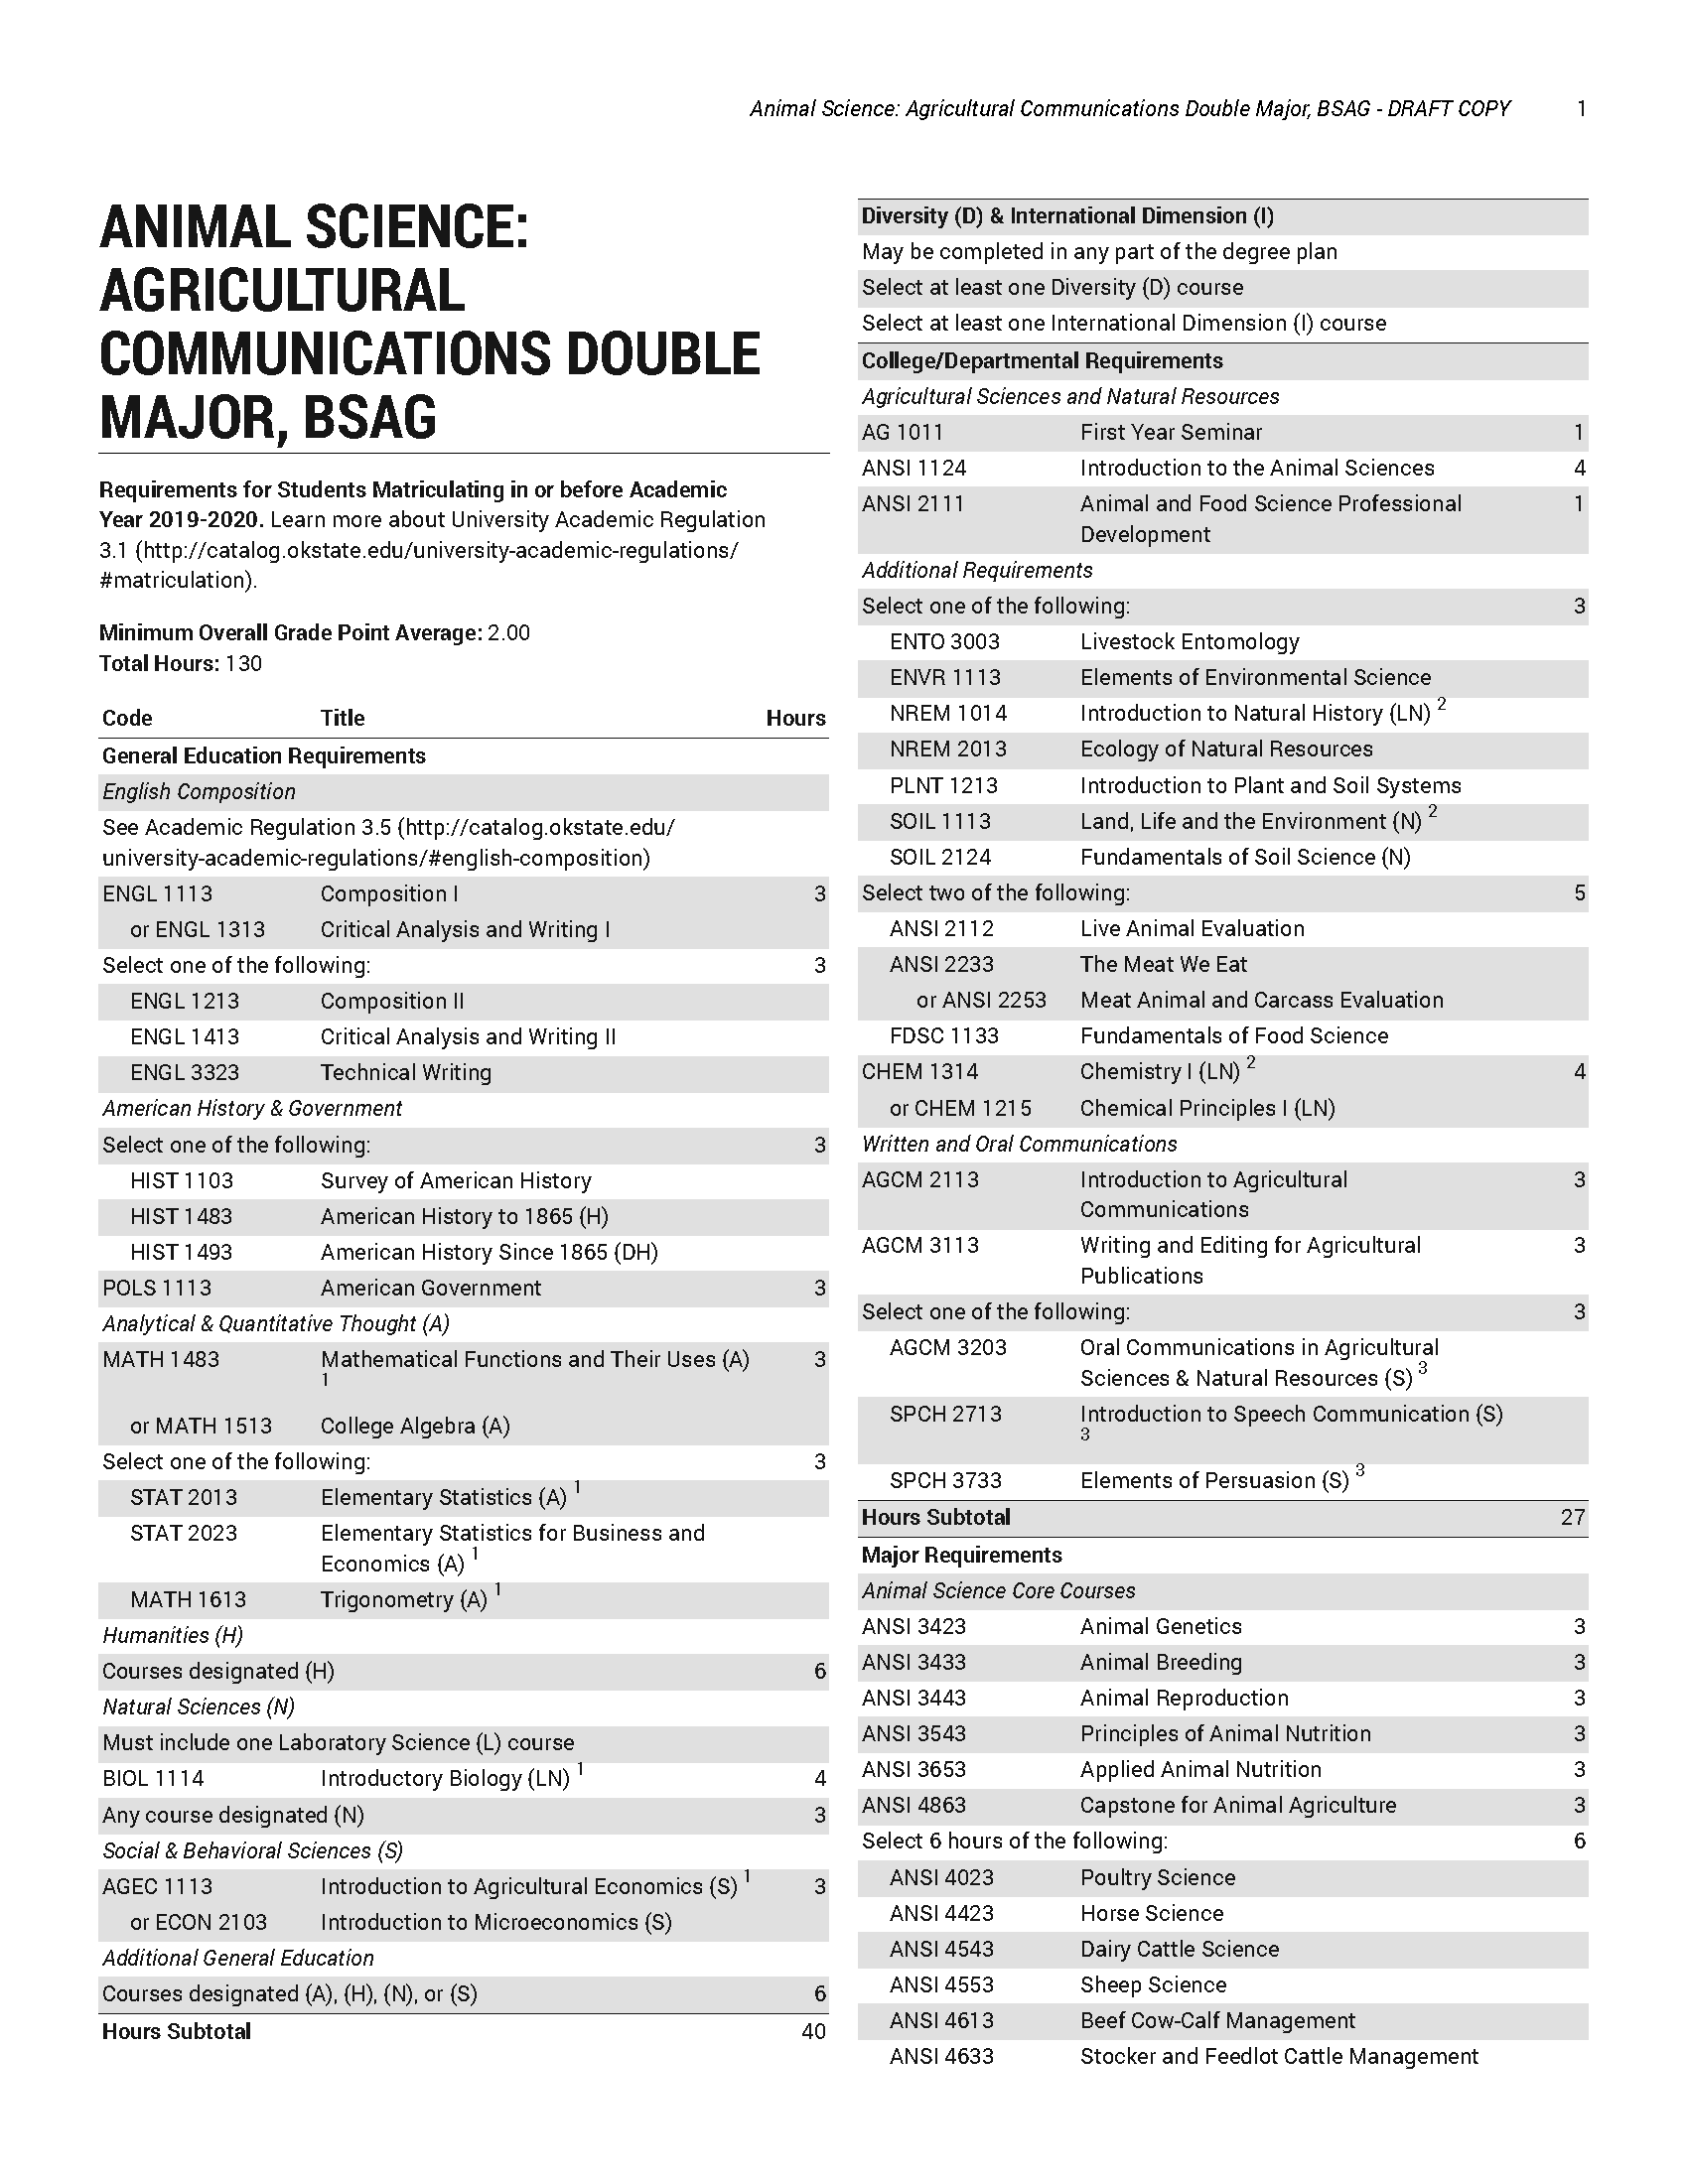 Animal Science: Agricultural Communications Double Major, BSAG - DRAFT COPY 1
ANIMAL SCIENCE:
AGRICULTURAL
COMMUNICATIONS DOUBLE
MAJOR, BSAG
Requirements for Students Matriculating in or before Academic
Year 2019-2020. Learn more about University Academic Regulation
3.1 (http://catalog.okstate.edu/university-academic-regulations/
#matriculation).
Minimum Overall Grade Point Average: 2.00
Total Hours: 130
Code Title Hours
General Education Requirements
English Composition
See Academic Regulation 3.5 (http://catalog.okstate.edu/
university-academic-regulations/#english-composition)
ENGL 1113 Composition I 3
or ENGL 1313 Critical Analysis and Writing I
Select one of the following: 3
ENGL 1213 Composition II
ENGL 1413 Critical Analysis and Writing II
ENGL 3323 Technical Writing
American History & Government
Select one of the following: 3
HIST 1103 Survey of American History
HIST 1483 American History to 1865 (H)
HIST 1493 American History Since 1865 (DH)
POLS 1113 American Government 3
Analytical & Quantitative Thought (A)
MATH 1483 Mathematical Functions and Their Uses (A) 3
1
or MATH 1513 College Algebra (A)
Select one of the following: 3
STAT 2013 Elementary Statistics (A) 1
STAT 2023 Elementary Statistics for Business and
Economics (A) 1
MATH 1613 Trigonometry (A) 1
Humanities (H)
Courses designated (H) 6
Natural Sciences (N)
Must include one Laboratory Science (L) course
BIOL 1114 Introductory Biology (LN) 1 4
Any course designated (N) 3
Social & Behavioral Sciences (S)
AGEC 1113 Introduction to Agricultural Economics (S) 1 3
or ECON 2103 Introduction to Microeconomics (S)
Additional General Education
Courses designated (A), (H), (N), or (S) 6
Hours Subtotal 40
Diversity (D) & International Dimension (I)
May be completed in any part of the degree plan
Select at least one Diversity (D) course
Select at least one International Dimension (I) course
College/Departmental Requirements
Agricultural Sciences and Natural Resources
AG 1011 First Year Seminar 1
ANSI 1124 Introduction to the Animal Sciences 4
ANSI 2111 Animal and Food Science Professional 1
Development
Additional Requirements
Select one of the following: 3
ENTO 3003 Livestock Entomology
ENVR 1113 Elements of Environmental Science
NREM 1014 Introduction to Natural History (LN) 2
NREM 2013 Ecology of Natural Resources
PLNT 1213 Introduction to Plant and Soil Systems
SOIL 1113 Land, Life and the Environment (N) 2
SOIL 2124 Fundamentals of Soil Science (N)
Select two of the following: 5
ANSI 2112 Live Animal Evaluation
ANSI 2233 The Meat We Eat
or ANSI 2253 Meat Animal and Carcass Evaluation
FDSC 1133 Fundamentals of Food Science
CHEM 1314 Chemistry I (LN) 2 4
or CHEM 1215 Chemical Principles I (LN)
Written and Oral Communications
AGCM 2113 Introduction to Agricultural 3
Communications
AGCM 3113 Writing and Editing for Agricultural 3
Publications
Select one of the following: 3
AGCM 3203 Oral Communications in Agricultural
Sciences & Natural Resources (S) 3
SPCH 2713 Introduction to Speech Communication (S)
3
SPCH 3733 Elements of Persuasion (S) 3
Hours Subtotal 27
Major Requirements
Animal Science Core Courses
ANSI 3423 Animal Genetics 3
ANSI 3433 Animal Breeding 3
ANSI 3443 Animal Reproduction 3
ANSI 3543 Principles of Animal Nutrition 3
ANSI 3653 Applied Animal Nutrition 3
ANSI 4863 Capstone for Animal Agriculture 3
Select 6 hours of the following: 6
ANSI 4023 Poultry Science
ANSI 4423 Horse Science
ANSI 4543 Dairy Cattle Science
ANSI 4553 Sheep Science
ANSI 4613 Beef Cow-Calf Management
ANSI 4633 Stocker and Feedlot Cattle Management